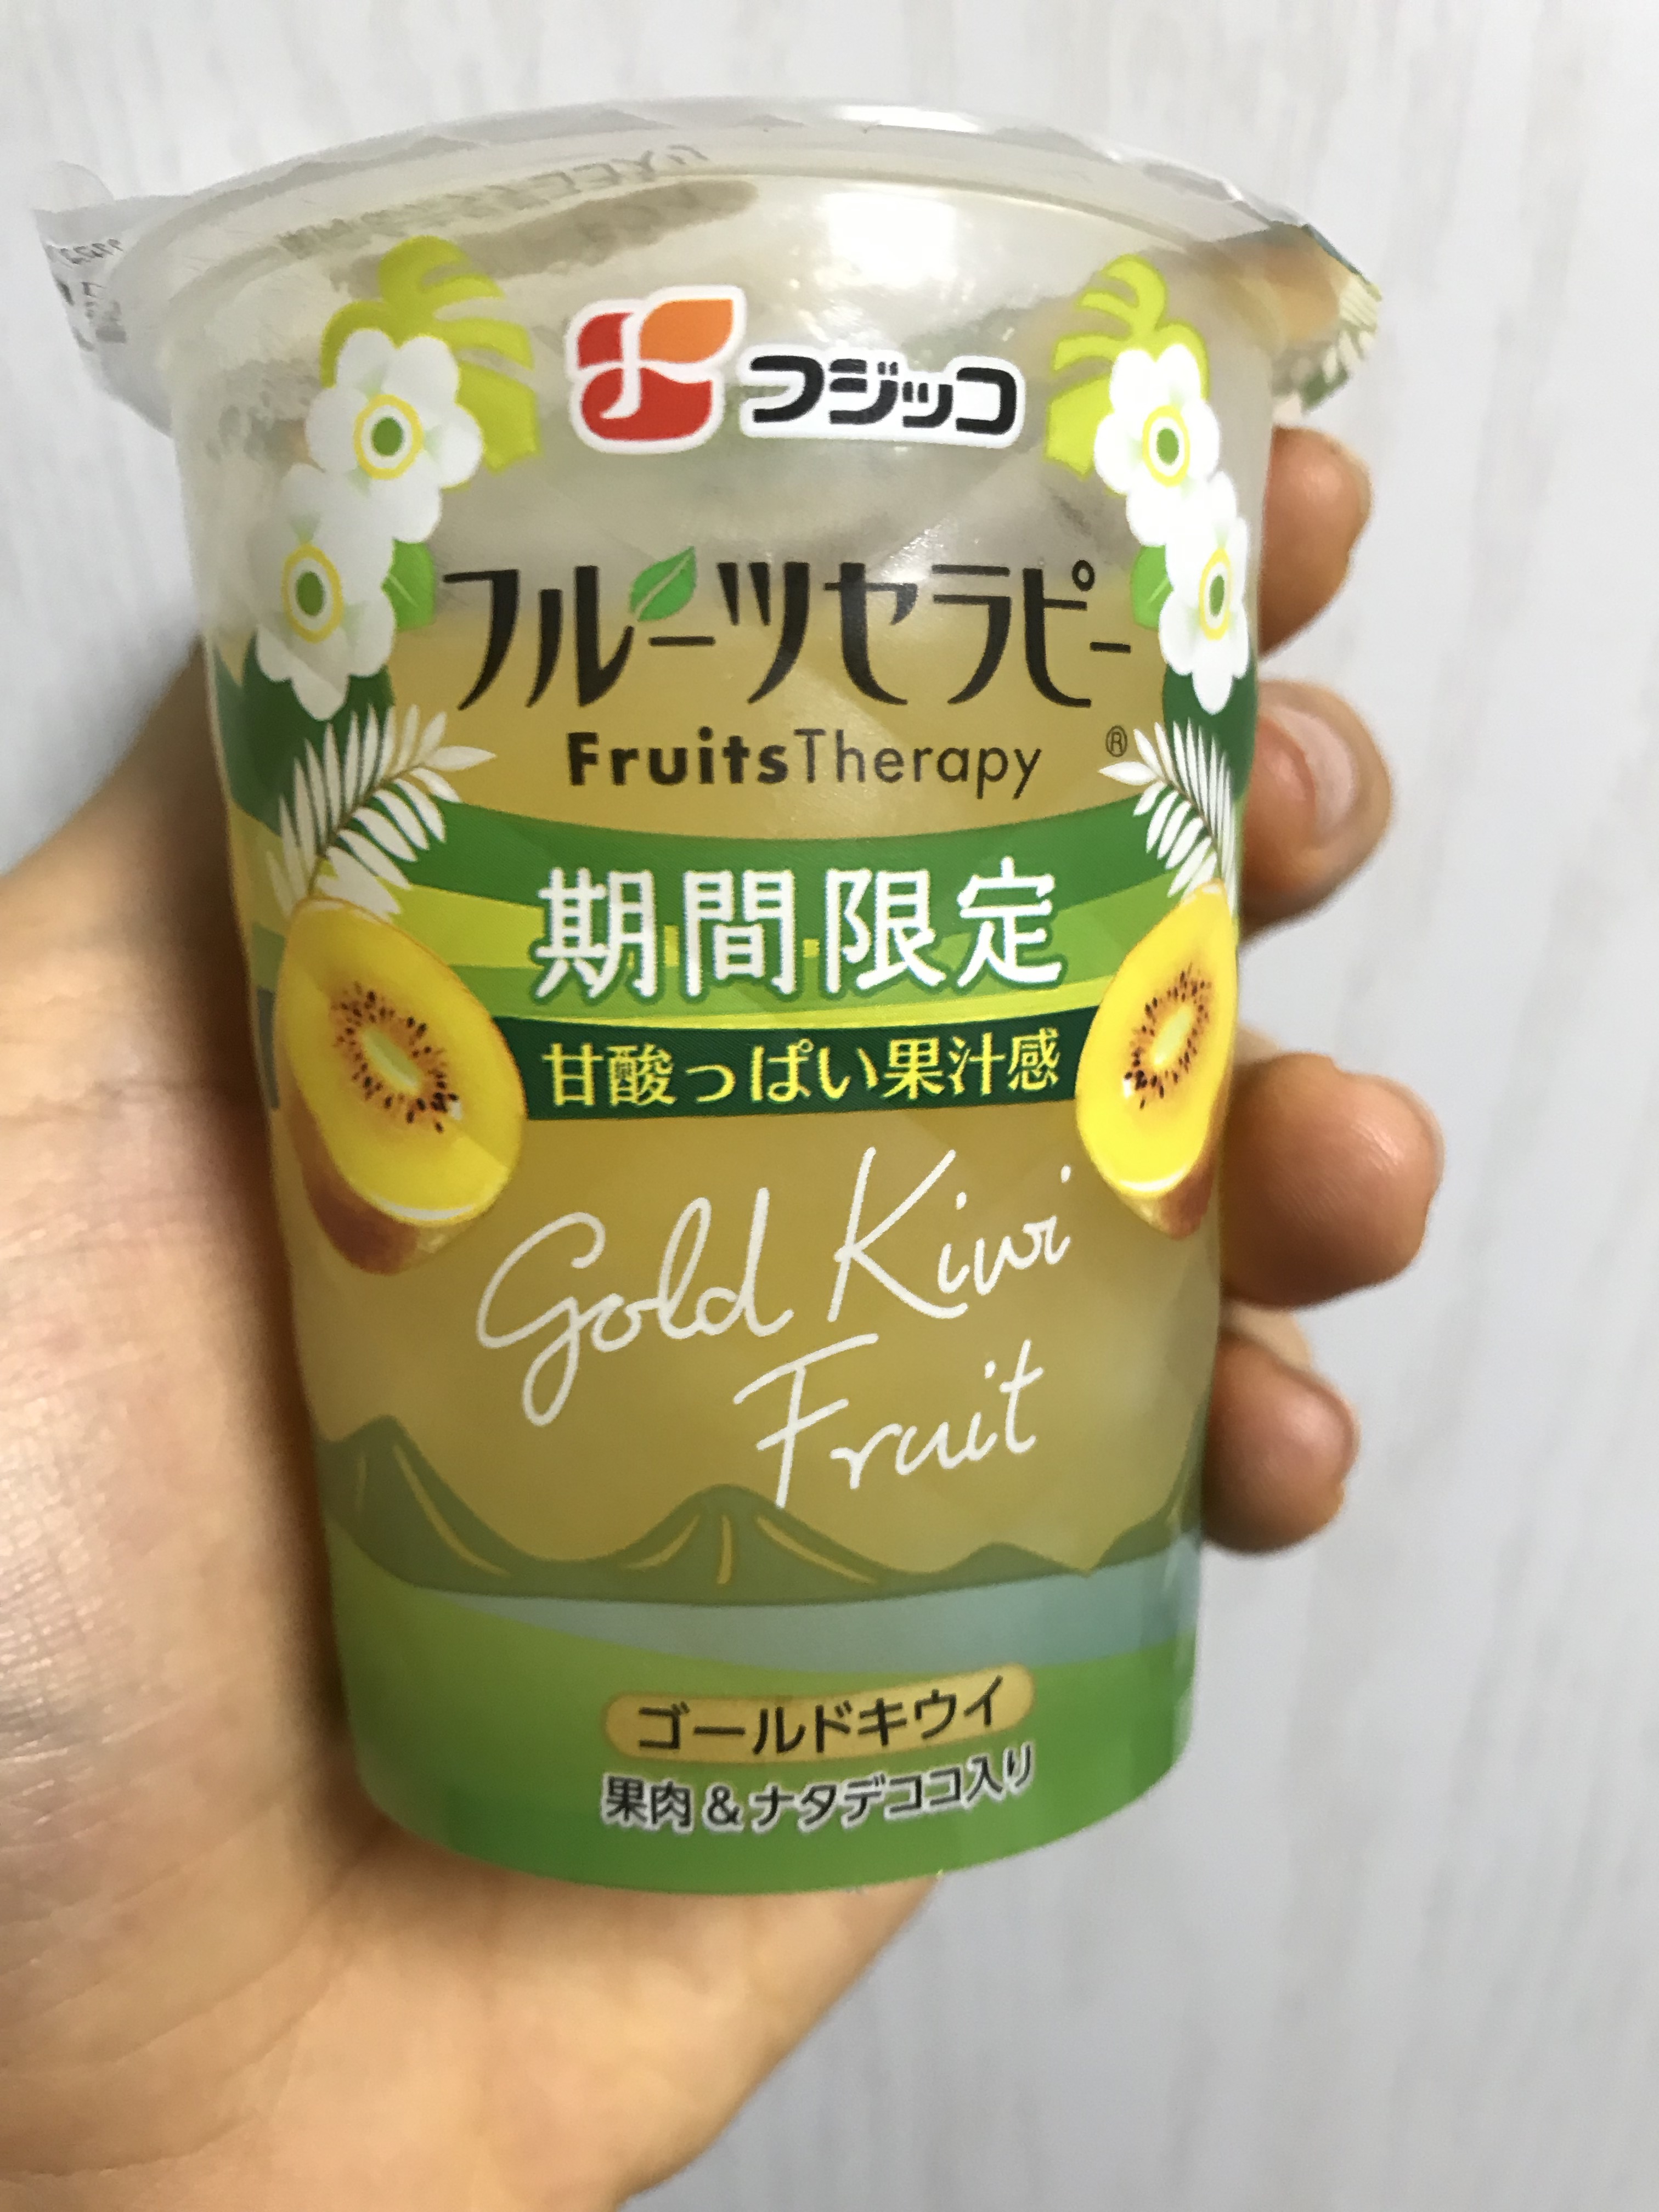 フジッコ
フルーツセラピー
FruitsTherapy ®
期間限定
甘酸っぱい果汁感
Gold Kiwi
Fruit
ゴールドキウイ
果肉&ナタデココ入り